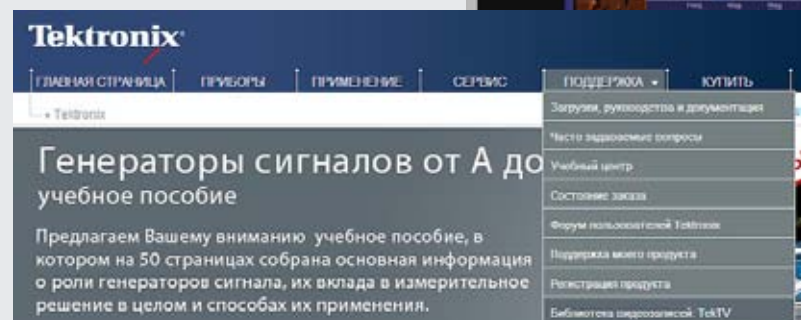 Tektronix
ГЛАВНАЯ СТРАНИЦА ПРИБОРЫ ПРИМЕНЕНИЕ СЕРВИС ПОДДЕРЖКА КУПИТЬ
Tektronix
Загрузки, руководства и документация
Часто задаваемые вопросы
Учебный центр
Состояние заказа
Форум пользователей Tektronix
Поддержка моего продукта
Регистрация продукта
Библиотека видеозаписей: TekTV
Генераторы сигналов от А до
учебное пособие
Предлагаем Вашему вниманию учебное пособие, в
котором на 50 страницах собрана основная информация
о роли генераторов сигнала, их вклада в измерительное
решение в целом и способах их применения.